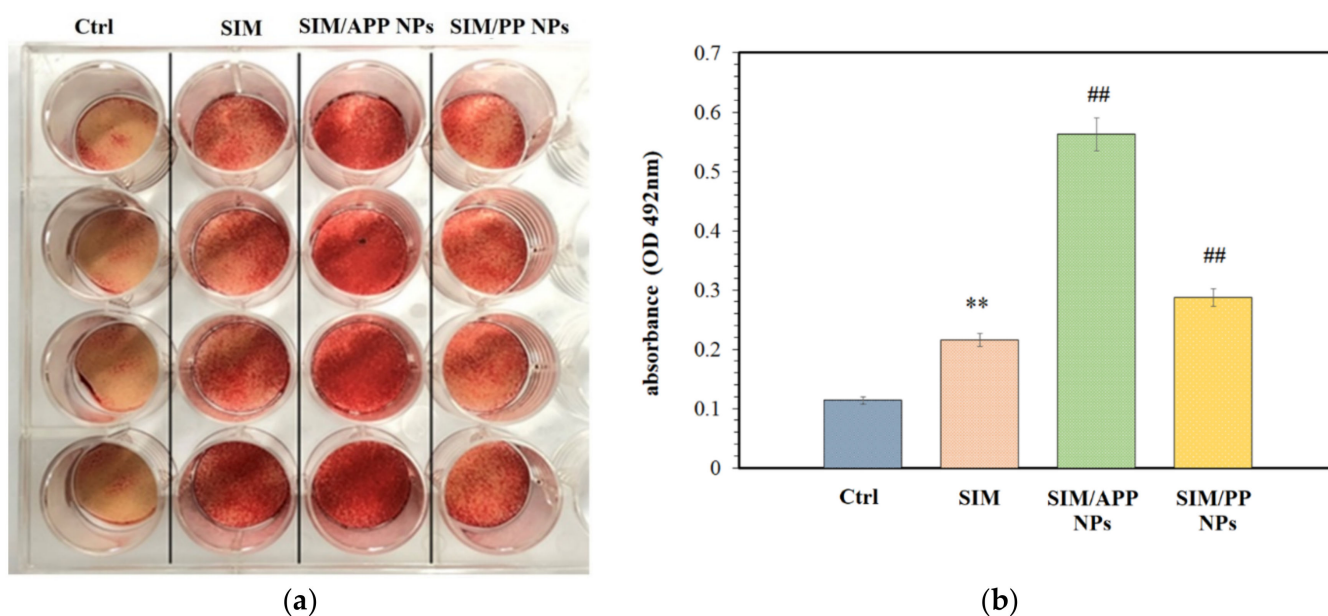 Ctrl SIM SIM/APP NPs SIM/PP NPs
(a)
absorbance (OD 492nm)
0.7
0.6
0.5
0.4
0.3
0.2
0.1
0
**
##
##
Ctrl
SIM
SIM/APP
NPs
SIM/PP
NPs
(b)